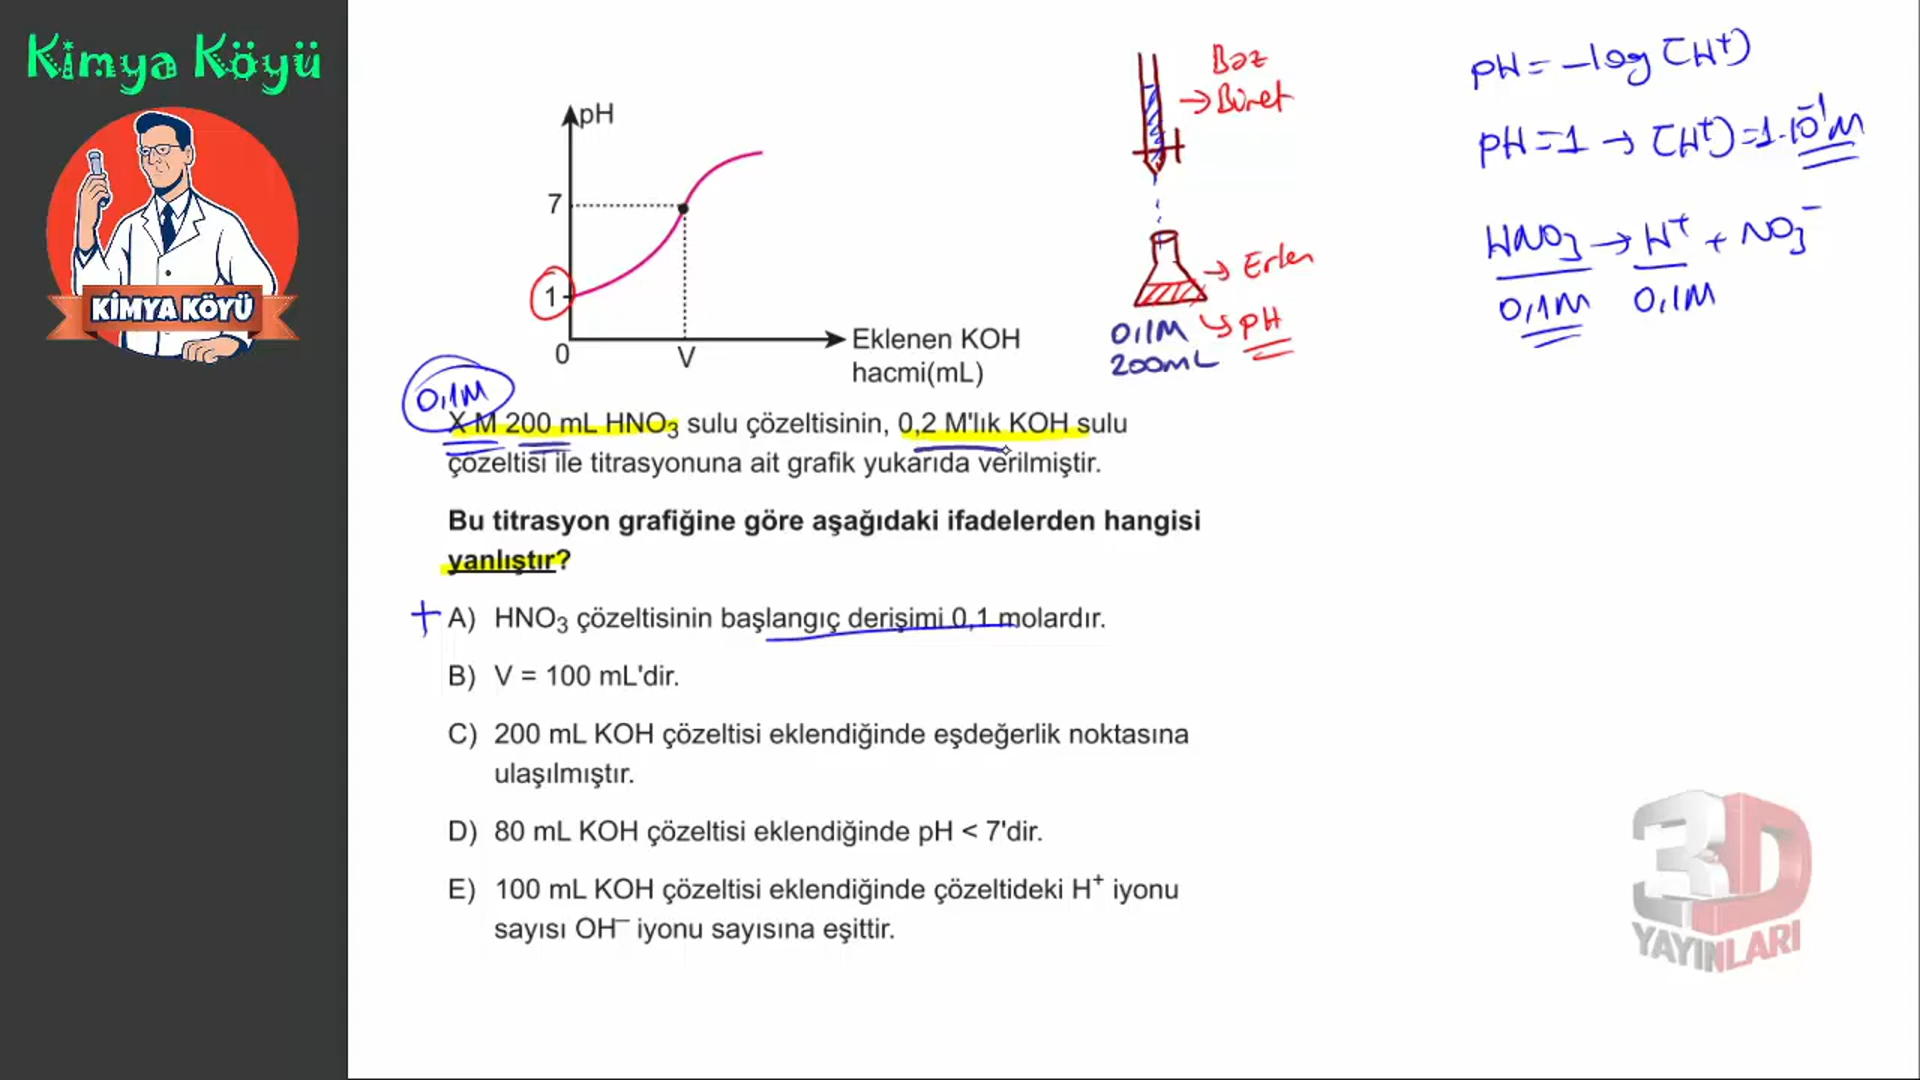 Kimya Köyü
KİMYA KÖYÜ
pH
7
1
0
V
Eklenen KOH
hacmi(mL)
Baz
→Büret
→ Erlen
0,1M → pH
200mL
pH = -log [H⁺]
pH=1 → [H⁺]=1.10⁻¹M
HNO₃ → H⁺ + NO₃⁻
0,1M 0,1M
0,1M
X M 200 mL HNO₃ sulu çözeltisinin, 0,2 M'lık KOH sulu
çözeltisi ile titrasyonuna ait grafik yukarıda verilmiştir.
Bu titrasyon grafiğine göre aşağıdaki ifadelerden hangisi
yanlıştır?
+ A) HNO₃ çözeltisinin başlangıç derişimi 0,1 molardır.
B) V = 100 mL'dir.
C) 200 mL KOH çözeltisi eklendiğinde eşdeğerlik noktasına
ulaşılmıştır.
D) 80 mL KOH çözeltisi eklendiğinde pH < 7'dir.
E) 100 mL KOH çözeltisi eklendiğinde çözeltideki H⁺ iyonu
sayısı OH⁻ iyonu sayısına eşittir.
3D
YAYINLARI